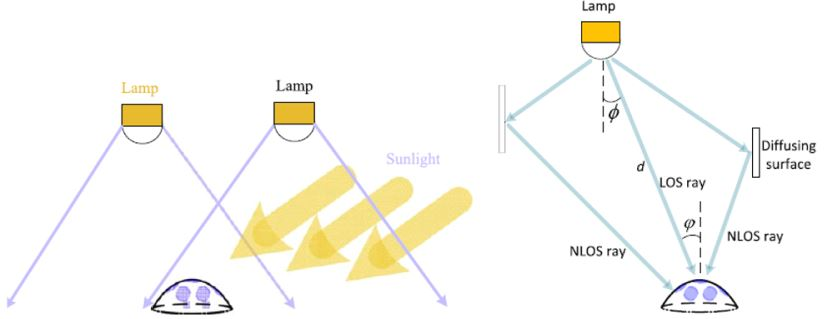 Lamp
Lamp
Sunlight
Lamp
ϕ
d
LOS ray
Diffusing
surface
φ
NLOS ray
NLOS ray